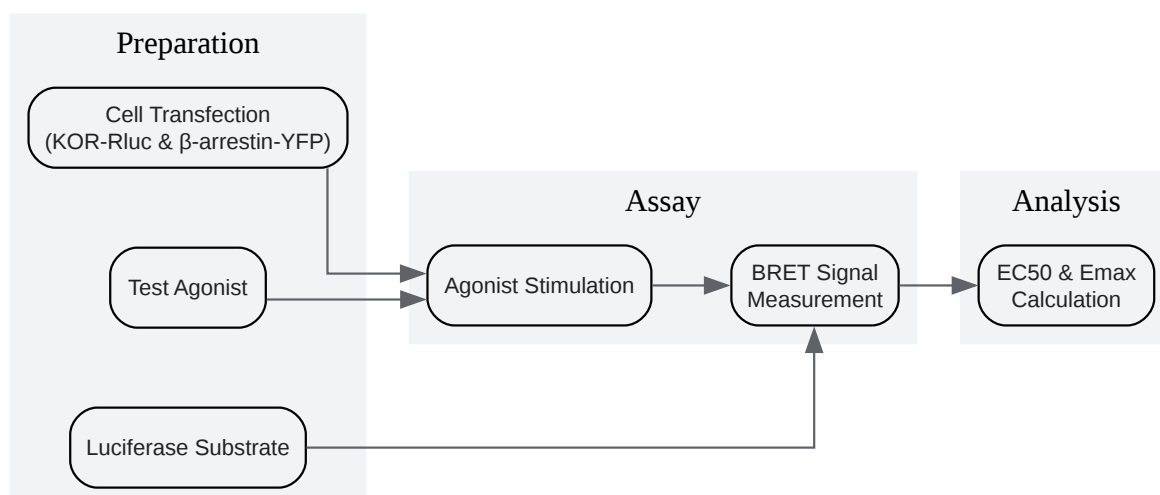 Preparation
Cell Transfection
(KOR-Rluc & β-arrestin-YFP)
Test Agonist
Luciferase Substrate
Assay
Agonist Stimulation
BRET Signal
Measurement
Analysis
EC50 & Emax
Calculation